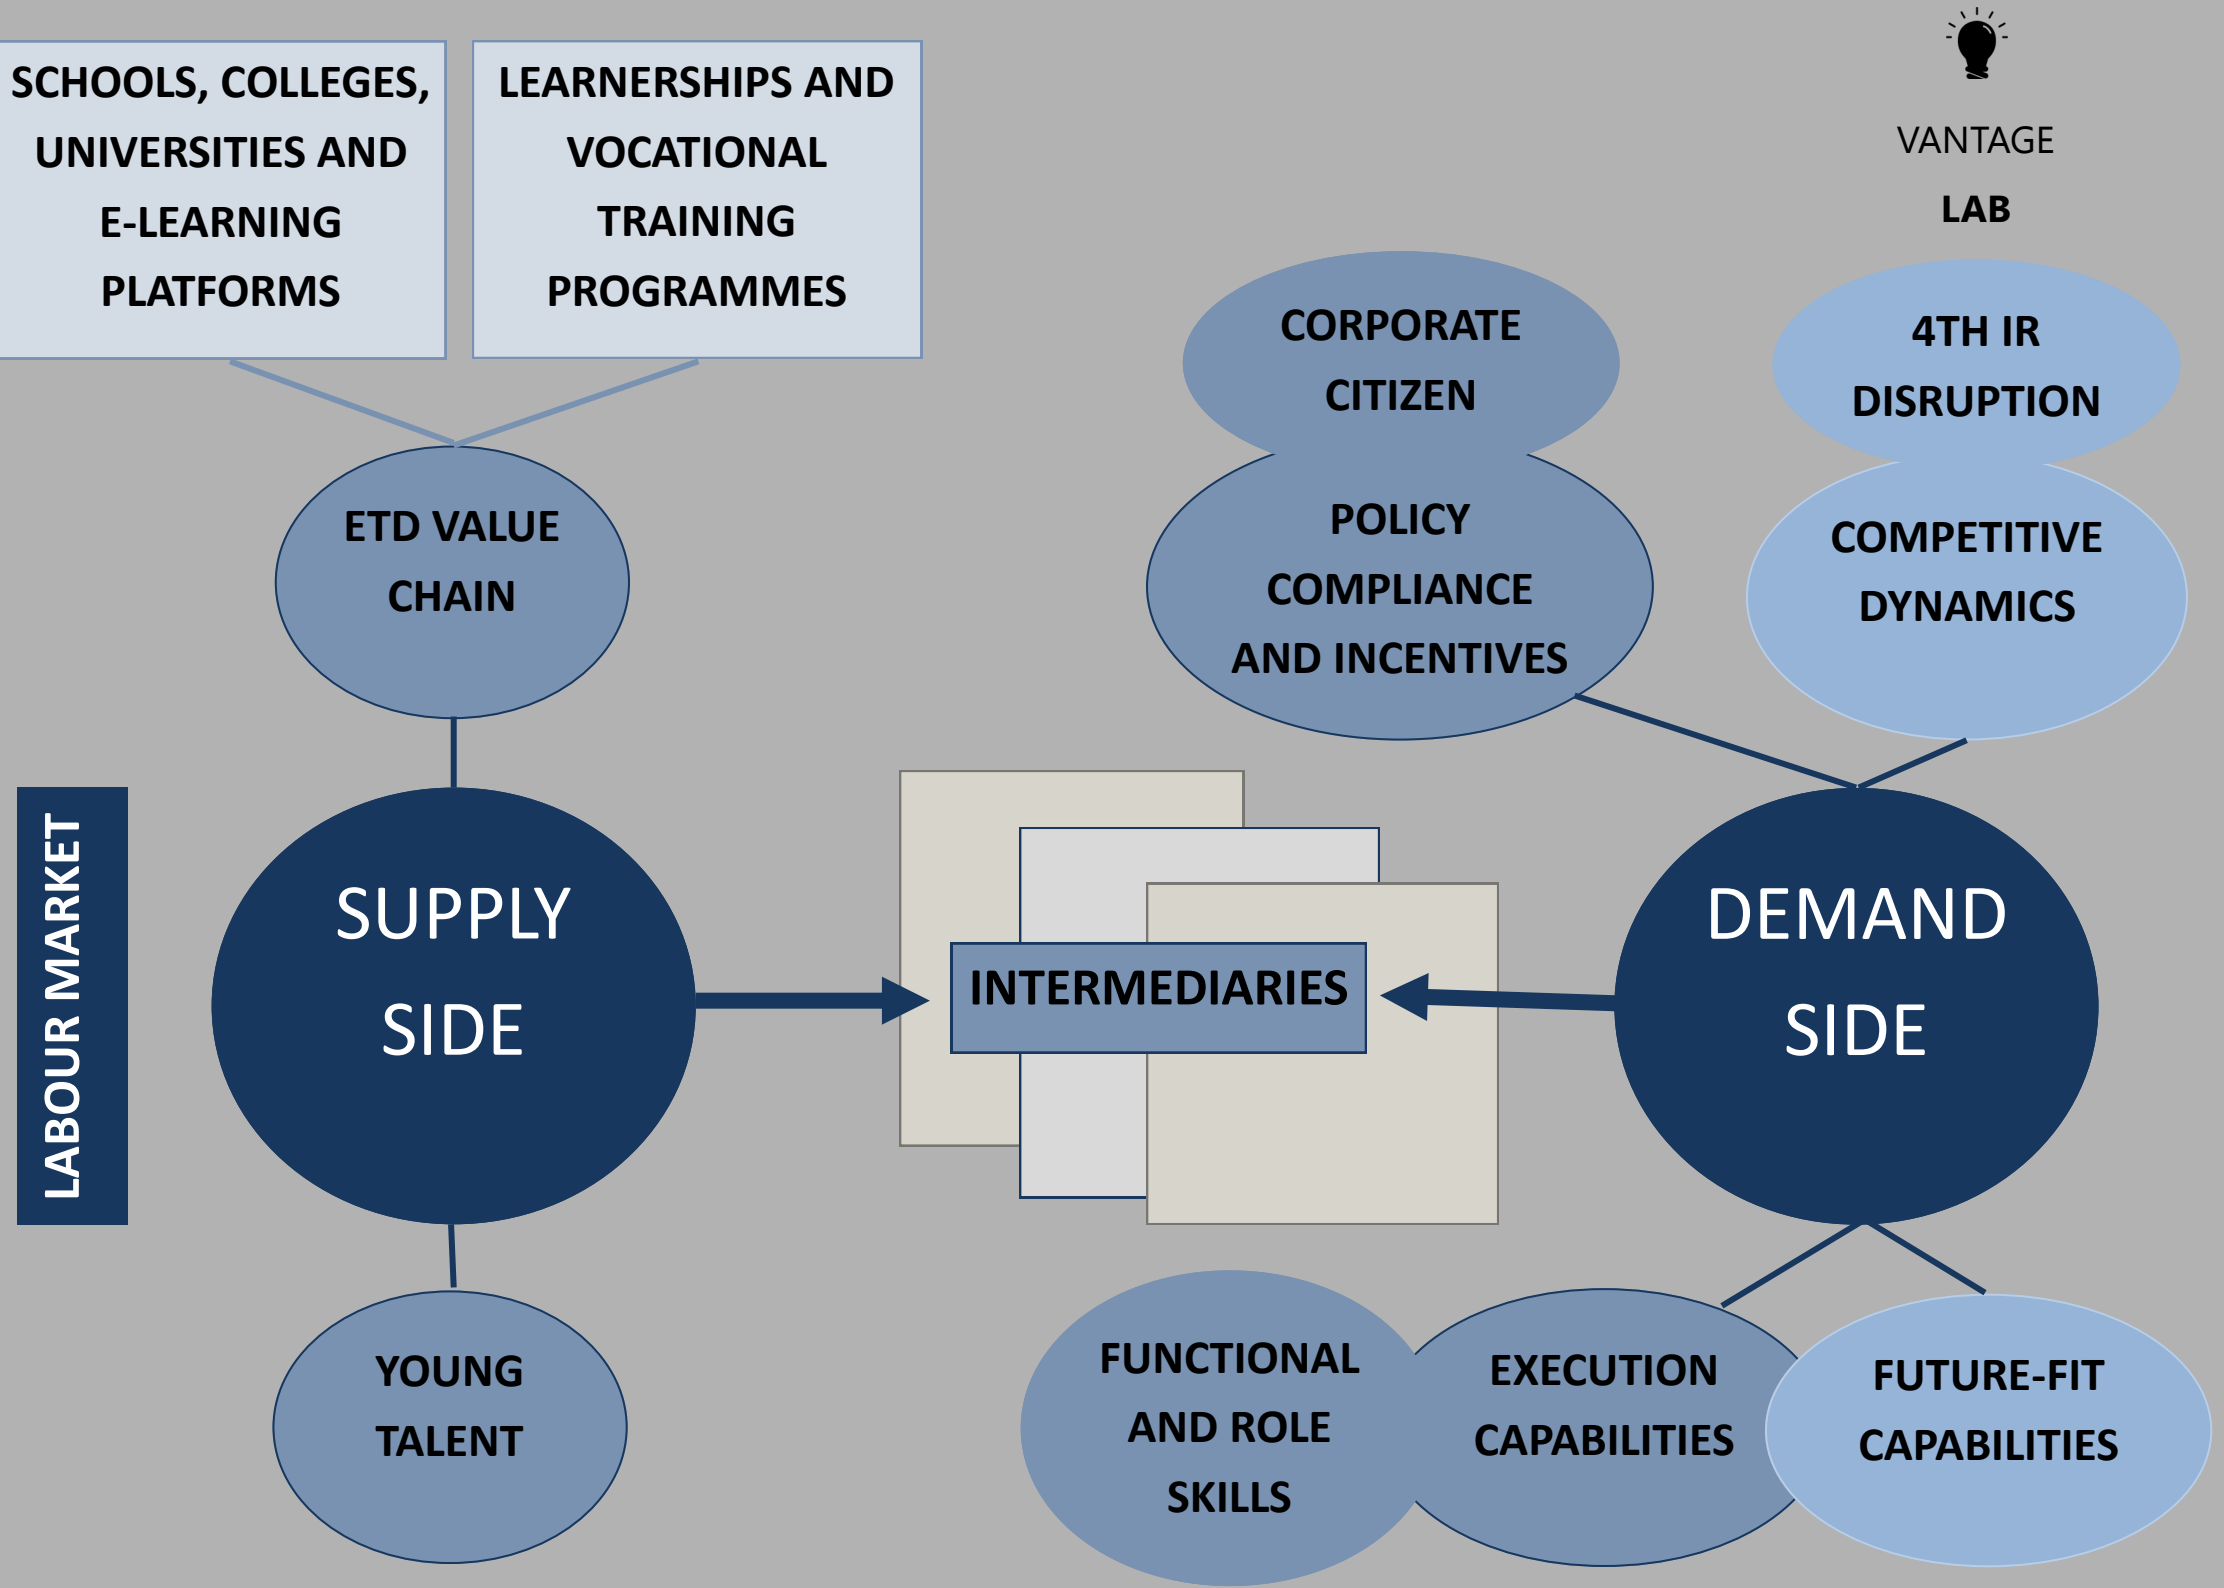 SCHOOLS, COLLEGES,
UNIVERSITIES AND
E-LEARNING
PLATFORMS
LEARNERSHIPS AND
VOCATIONAL
TRAINING
PROGRAMMES
VANTAGE
LAB
CORPORATE
CITIZEN
4TH IR
DISRUPTION
ETD VALUE
CHAIN
POLICY
COMPLIANCE
AND INCENTIVES
COMPETITIVE
DYNAMICS
LABOUR MARKET
SUPPLY
SIDE
INTERMEDIARIES
DEMAND
SIDE
YOUNG
TALENT
FUNCTIONAL
AND ROLE
SKILLS
EXECUTION
CAPABILITIES
FUTURE-FIT
CAPABILITIES